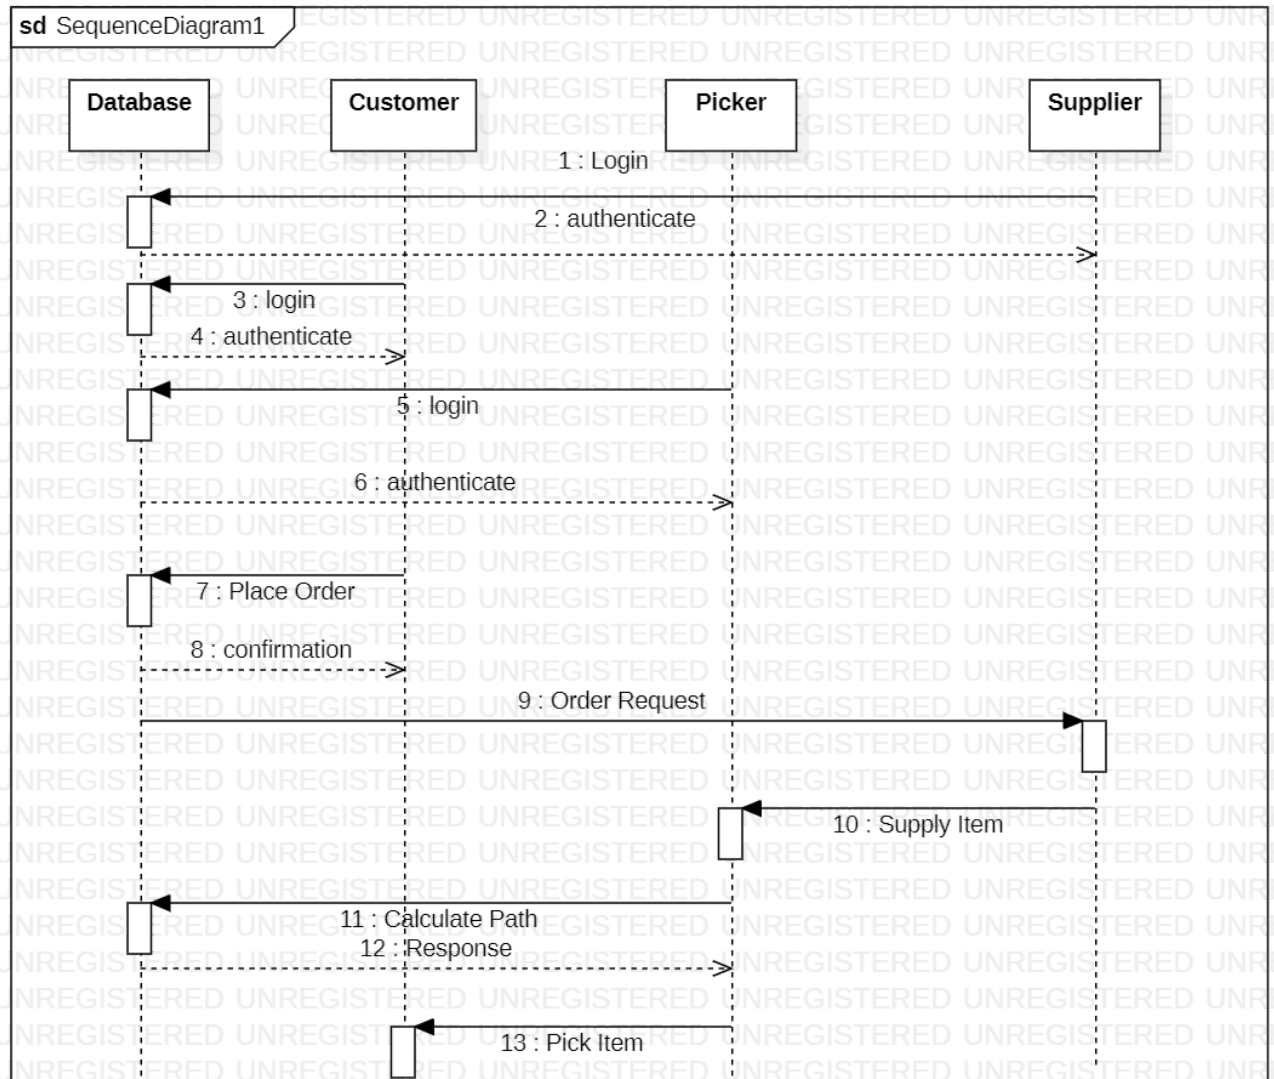 sd SequenceDiagram1
Database Customer Picker Supplier
1 : Login
2 : authenticate
3 : login
4 : authenticate
5 : login
6 : authenticate
7 : Place Order
8 : confirmation
9 : Order Request
10 : Supply Item
11 : Calculate Path
12 : Response
13 : Pick Item
UNREGISTERED